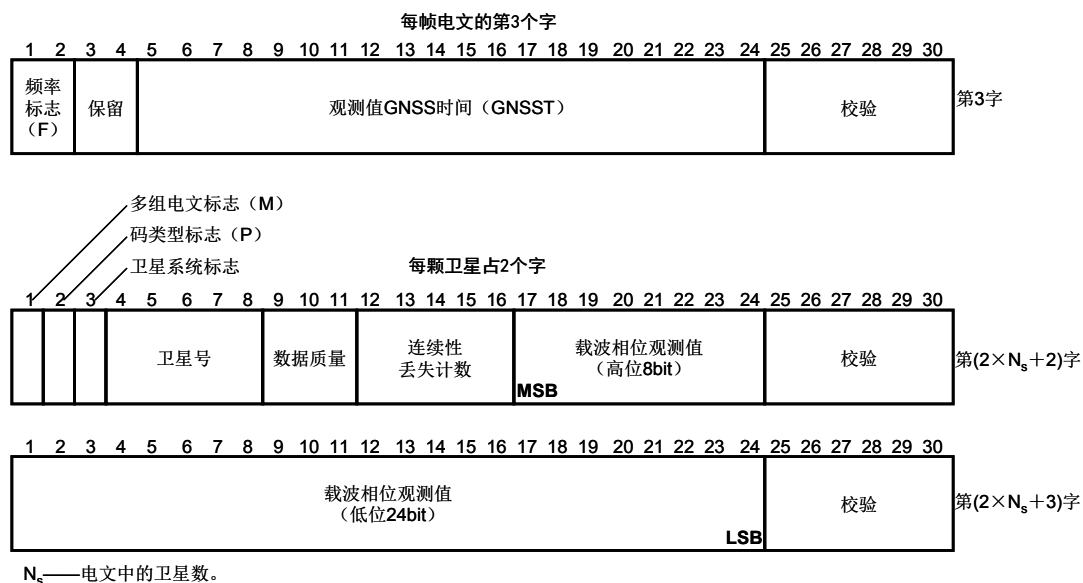 每帧电文的第3个字
1 2 3 4 5 6 7 8 9 10 11 12 13 14 15 16 17 18 19 20 21 22 23 24 25 26 27 28 29 30
频率
标志
（F）
保留
观测值GNSS时间（GNSST）
校验
第3字
多组电文标志（M）
码类型标志（P）
卫星系统标志
每颗卫星占2个字
1 2 3 4 5 6 7 8 9 10 11 12 13 14 15 16 17 18 19 20 21 22 23 24 25 26 27 28 29 30
卫星号
数据质量
连续性
丢失计数
载波相位观测值
（高位8bit）
MSB
校验
第(2×Nₛ+2)字
1 2 3 4 5 6 7 8 9 10 11 12 13 14 15 16 17 18 19 20 21 22 23 24 25 26 27 28 29 30
载波相位观测值
（低位24bit）
LSB
校验
第(2×Nₛ+3)字
Nₛ——电文中的卫星数。